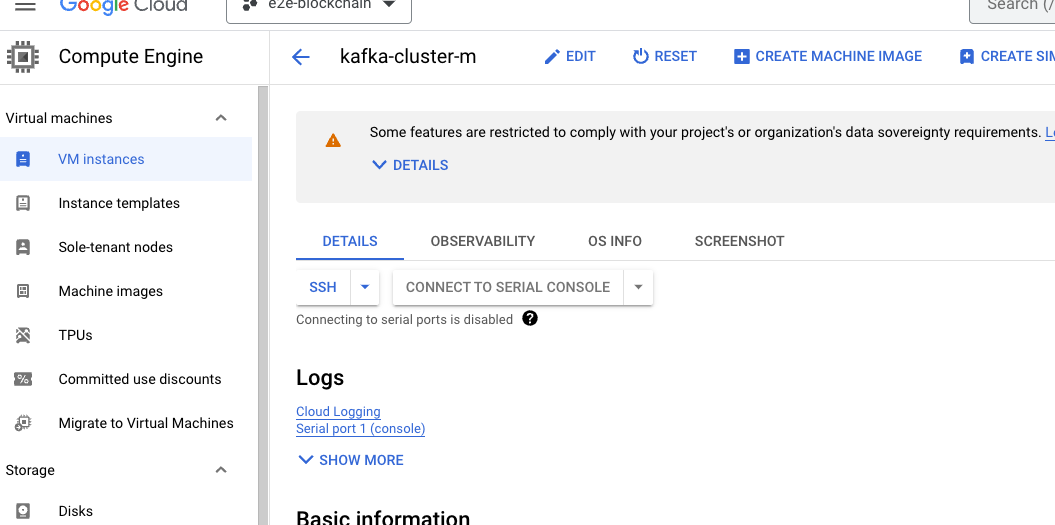 Google Cloud
e2e-blockchain
Search (/
Compute Engine
kafka-cluster-m
EDIT
RESET
CREATE MACHINE IMAGE
CREATE SIM
Virtual machines
VM instances
Instance templates
Sole-tenant nodes
Machine images
TPUs
Committed use discounts
Migrate to Virtual Machines
Storage
Disks
Some features are restricted to comply with your project's or organization's data sovereignty requirements. Le
DETAILS
DETAILS
OBSERVABILITY
OS INFO
SCREENSHOT
SSH
CONNECT TO SERIAL CONSOLE
Connecting to serial ports is disabled
Logs
Cloud Logging
Serial port 1 (console)
SHOW MORE
Basic information